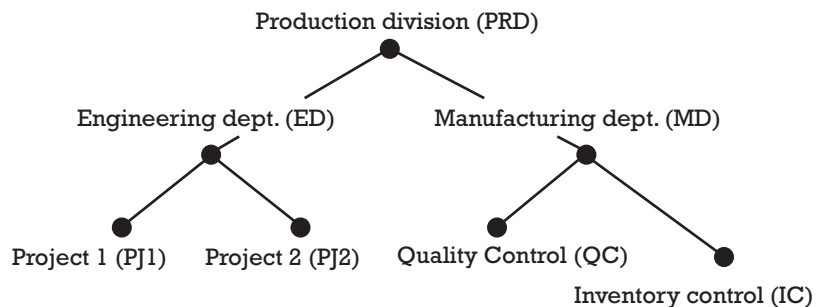 Production division (PRD)
Engineering dept. (ED)
Manufacturing dept. (MD)
Project 1 (PJ1)
Project 2 (PJ2)
Quality Control (QC)
Inventory control (IC)